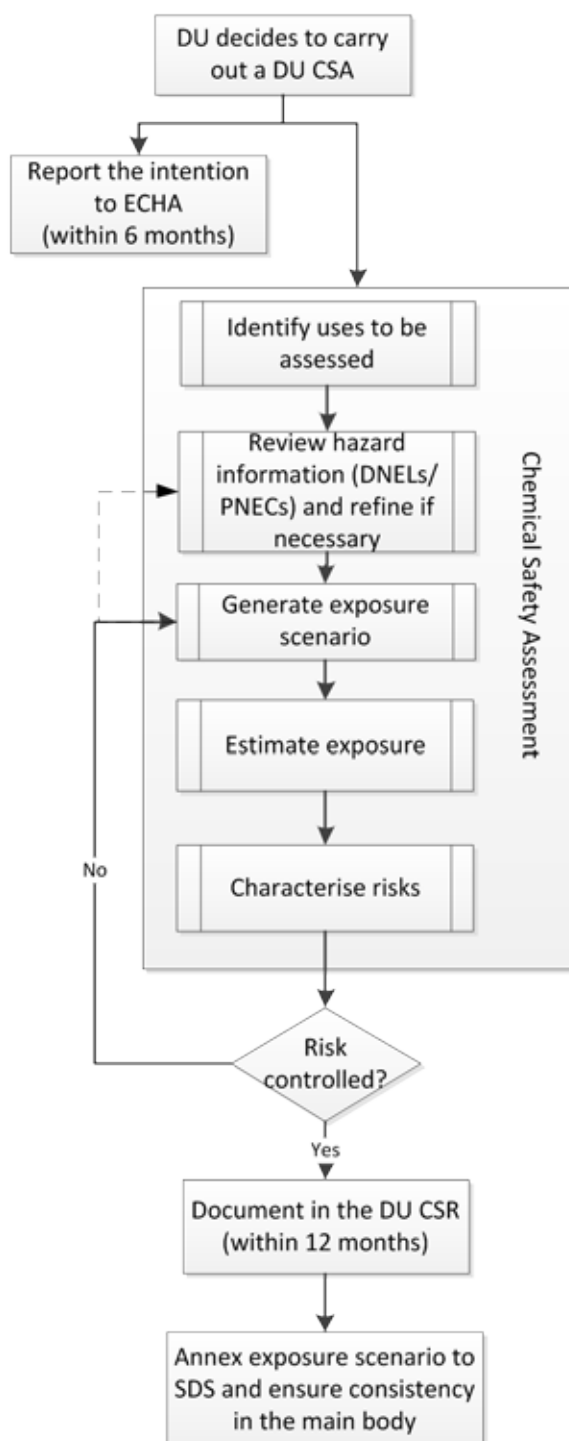 DU decides to carry
out a DU CSA
Report the intention
to ECHA
(within 6 months)
Identify uses to be
assessed
Review hazard
information (DNELs/
PNECs) and refine if
necessary
Generate exposure
scenario
Estimate exposure
Characterise risks
Chemical Safety Assessment
No
Risk
controlled?
Yes
Document in the DU CSR
(within 12 months)
Annex exposure scenario to
SDS and ensure consistency
in the main body